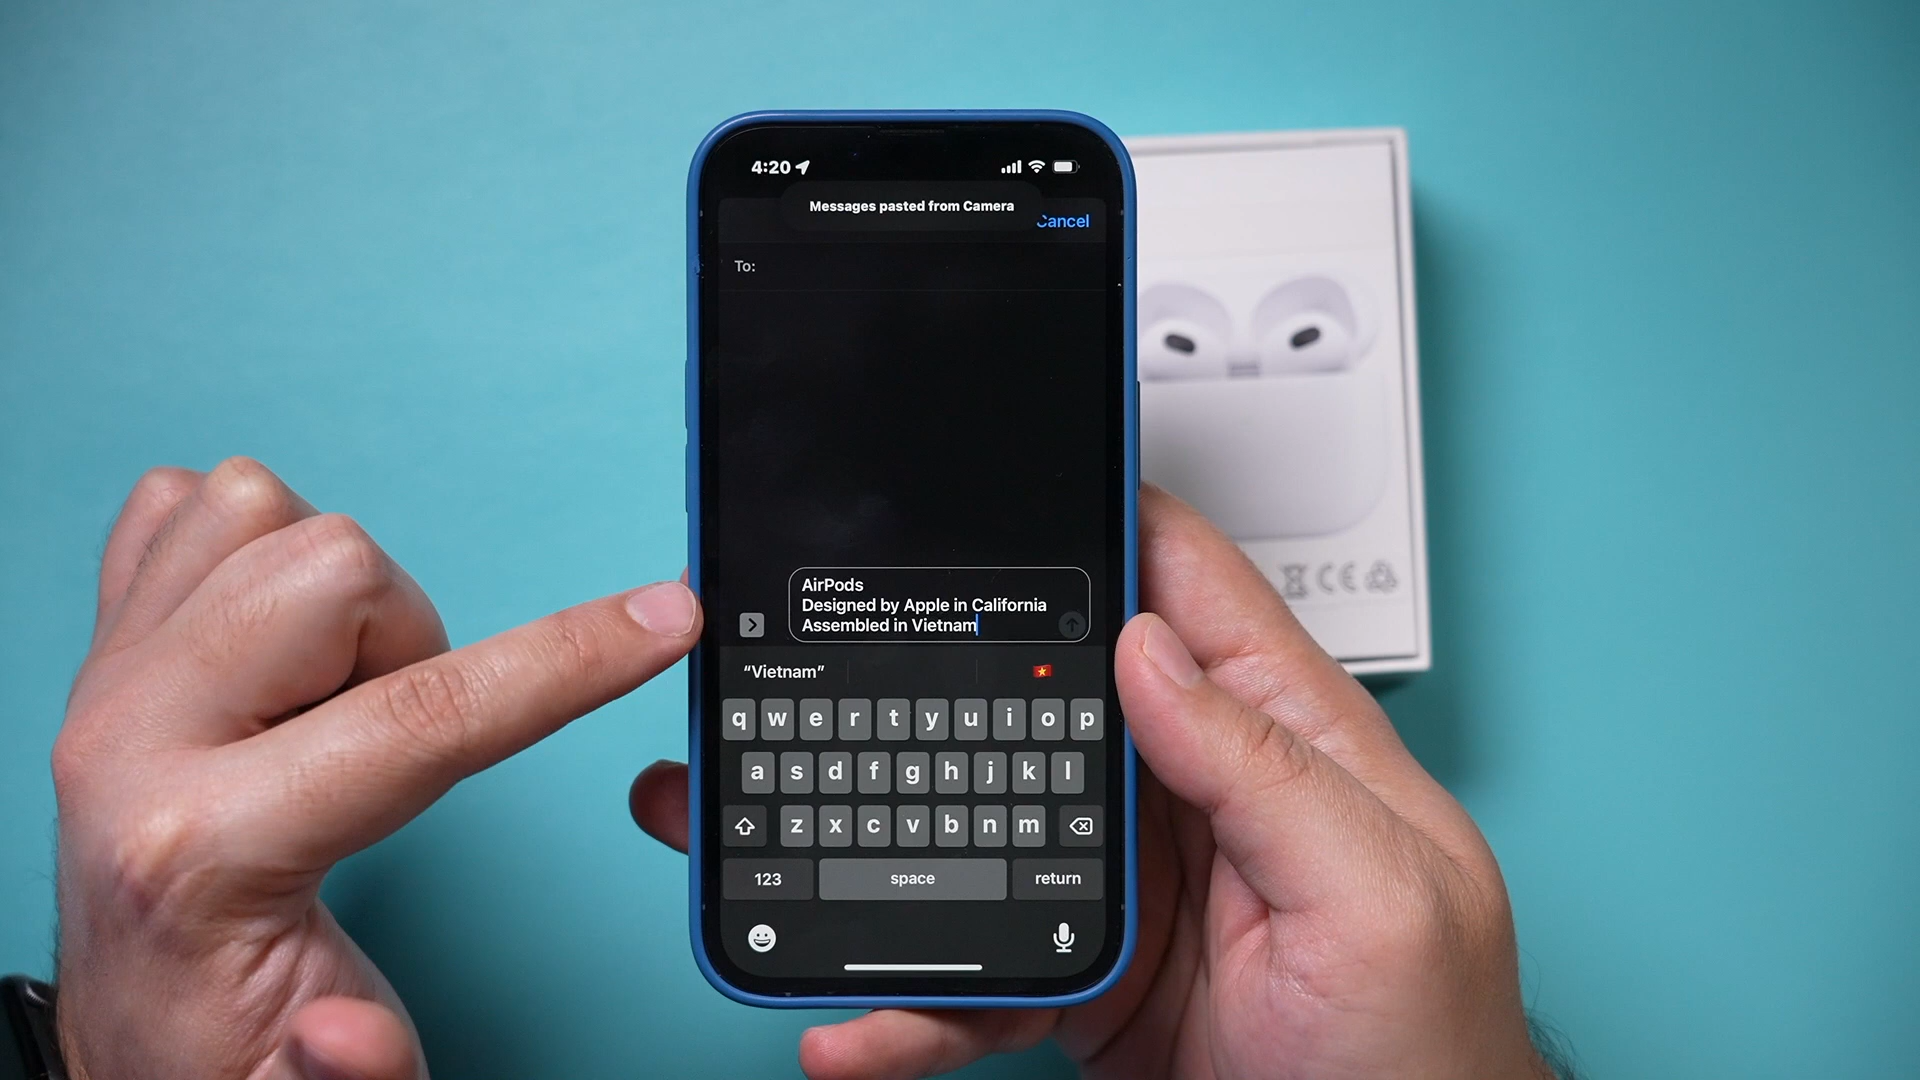 4:20
Messages pasted from Camera
Cancel
To:
AirPods
Designed by Apple in California
Assembled in Vietnam
“Vietnam”
q w e r t y u i o p
a s d f g h j k l
z x c v b n m
123 space return
CE